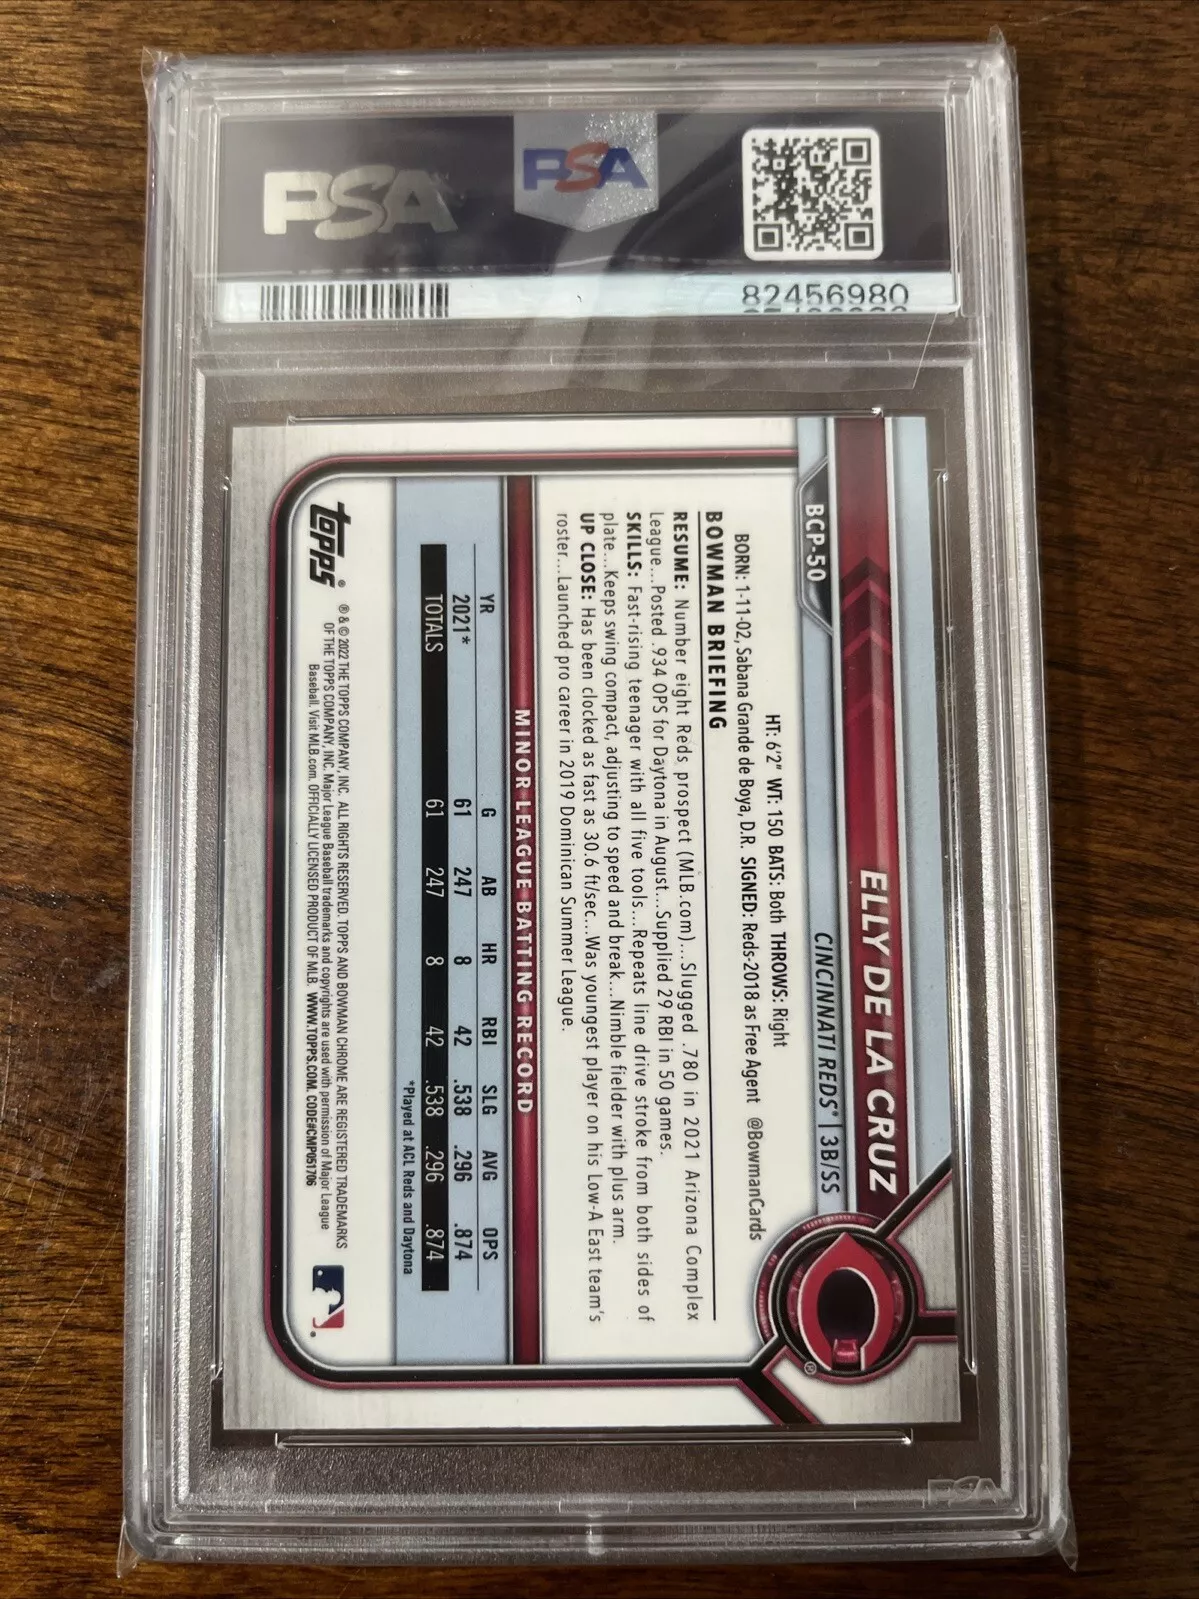 PSA
PSA
82456980
BCP-50
ELLY DE LA CRUZ
CINCINNATI REDS® | 3B/SS
HT: 6'2" WT: 150 BATS: Both THROWS: Right
BORN: 1-11-02, Sabana Grande de Boya, D.R. SIGNED: Reds-2018 as Free Agent @BowmanCards
BOWMAN BRIEFING
RESUME: Number eight Reds prospect (MLB.com)...Slugged .780 in 2021 Arizona Complex
League...Posted .934 OPS for Daytona in August...Supplied 29 RBI in 50 games.
SKILLS: Fast-rising teenager with all five tools...Repeats line drive stroke from both sides of
plate...Keeps swing compact, adjusting to speed and break...Nimble fielder with plus arm.
UP CLOSE: Has been clocked as fast as 30.6 ft/sec...Was youngest player on his Low-A East team's
roster...Launched pro career in 2019 Dominican Summer League.
MINOR LEAGUE BATTING RECORD
YR G AB HR RBI SLG AVG OPS
2021* 61 247 8 42 .538 .296 .874
TOTALS 61 247 8 42 .538 .296 .874
*Played at ACL Reds and Daytona
topps®
® & © 2022 THE TOPPS COMPANY, INC. ALL RIGHTS RESERVED. TOPPS AND BOWMAN CHROME ARE REGISTERED TRADEMARKS
OF THE TOPPS COMPANY, INC. Major League Baseball trademarks and copyrights are used with permission of Major League
Baseball. Visit MLB.com. OFFICIALLY LICENSED PRODUCT OF MLB. WWW.TOPPS.COM. CODE#CMP051706
PSA